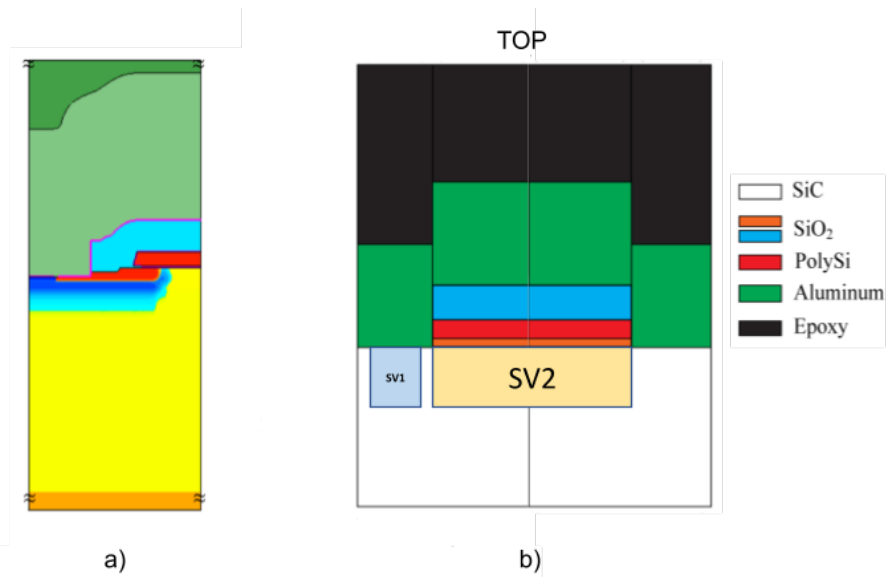 TOP
SiC
SiO₂
PolySi
Aluminum
Epoxy
SV1
SV2
a)
b)